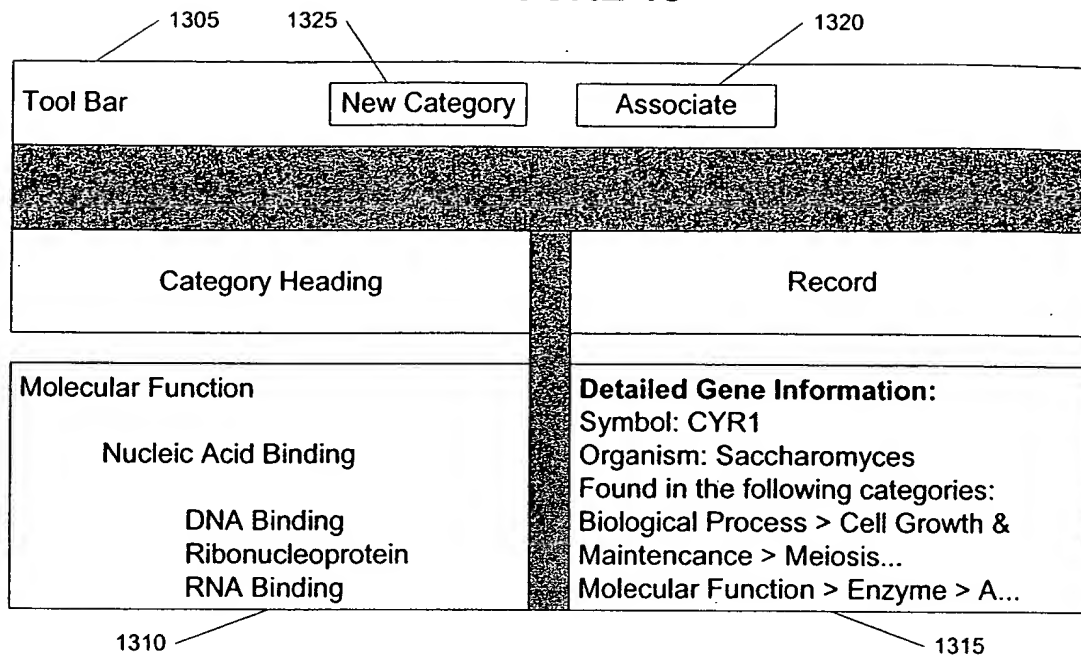 1305 1325 1320
Tool Bar New Category Associate
Category Heading Record
Molecular Function
Nucleic Acid Binding
DNA Binding
Ribonucleoprotein
RNA Binding
Detailed Gene Information:
Symbol: CYR1
Organism: Saccharomyces
Found in the following categories:
Biological Process > Cell Growth &
Maintencance > Meiosis...
Molecular Function > Enzyme > A...
1310 1315